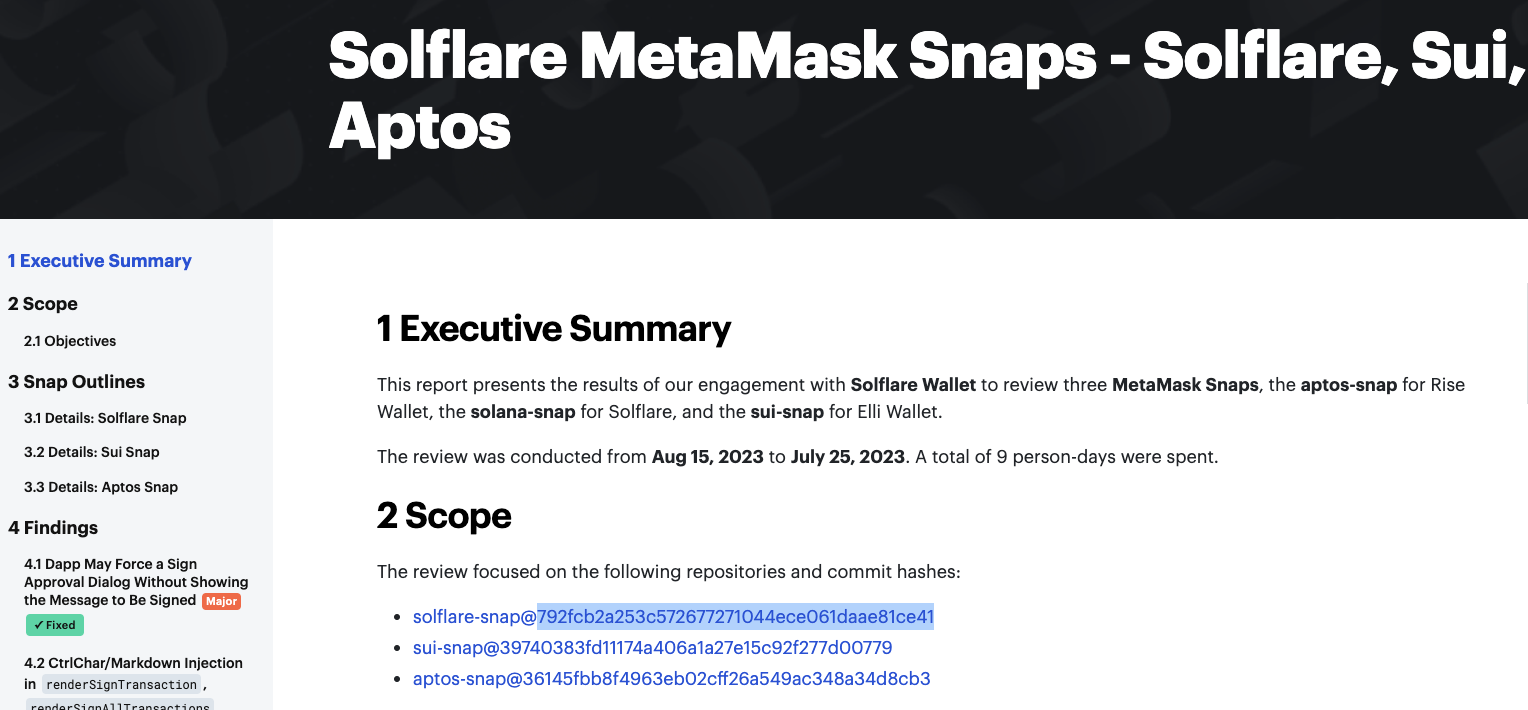 Solflare MetaMask Snaps - Solflare, Sui,
Aptos
1 Executive Summary
2 Scope
2.1 Objectives
3 Snap Outlines
3.1 Details: Solflare Snap
3.2 Details: Sui Snap
3.3 Details: Aptos Snap
4 Findings
4.1 Dapp May Force a Sign
Approval Dialog Without Showing
the Message to Be Signed Major
✓ Fixed
4.2 CtrlChar/Markdown Injection
in renderSignTransaction ,
renderSignAllTransactions
1 Executive Summary
This report presents the results of our engagement with Solflare Wallet to review three MetaMask Snaps, the aptos-snap for Rise
Wallet, the solana-snap for Solflare, and the sui-snap for Elli Wallet.
The review was conducted from Aug 15, 2023 to July 25, 2023. A total of 9 person-days were spent.
2 Scope
The review focused on the following repositories and commit hashes:
• solflare-snap@792fcb2a253c572677271044ece061daae81ce41
• sui-snap@39740383fd11174a406a1a27e15c92f277d00779
• aptos-snap@36145fbb8f4963eb02cff26a549ac348a34d8cb3